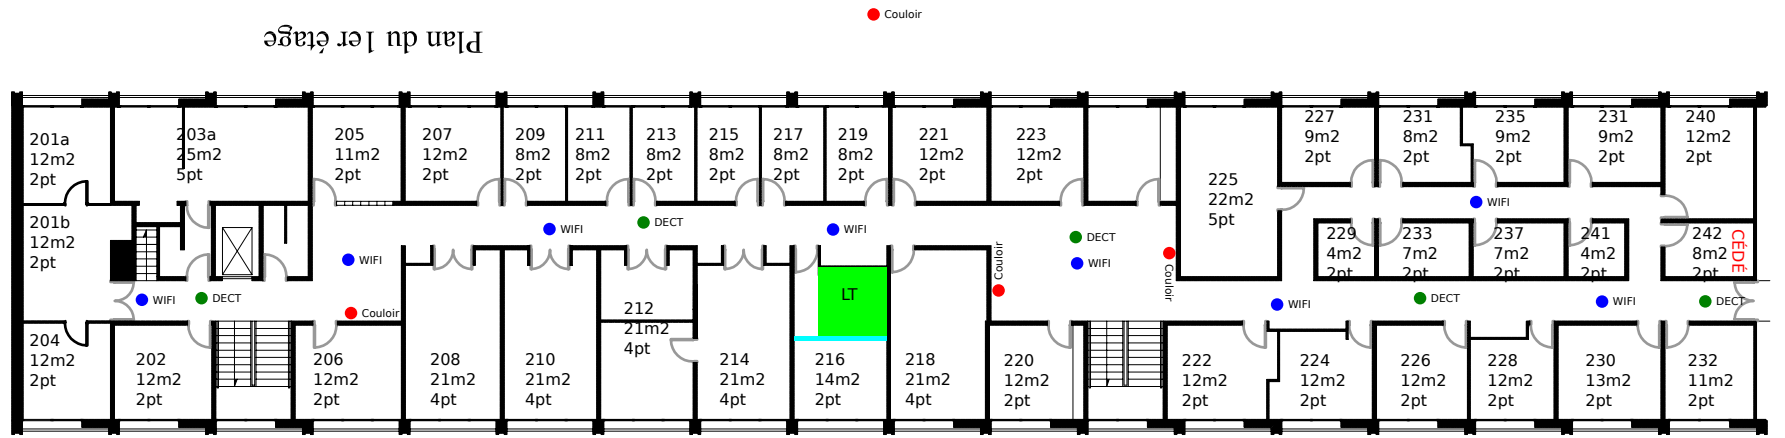 Couloir
Plan du 1er étage
201a
12m2
2pt
203a
25m2
5pt
205
11m2
2pt
207
12m2
2pt
209
8m2
2pt
211
8m2
2pt
213
8m2
2pt
215
8m2
2pt
217
8m2
2pt
219
8m2
2pt
221
12m2
2pt
223
12m2
2pt
225
22m2
5pt
227
9m2
2pt
231
8m2
2pt
235
9m2
2pt
231
9m2
2pt
240
12m2
2pt
201b
12m2
2pt
WIFI
DECT
WIFI
Couloir
WIFI
DECT
WIFI
Couloir
DECT
WIFI
Couloir
WIFI
229
4m2
2pt
233
7m2
2pt
237
7m2
2pt
241
4m2
2pt
242
8m2
2pt
CÉDÉ
WIFI
DECT
WIFI
DECT
LT
204
12m2
2pt
202
12m2
2pt
206
12m2
2pt
208
21m2
4pt
210
21m2
4pt
212
21m2
4pt
214
21m2
4pt
216
14m2
2pt
218
21m2
4pt
220
12m2
2pt
222
12m2
2pt
224
12m2
2pt
226
12m2
2pt
228
12m2
2pt
230
13m2
2pt
232
11m2
2pt